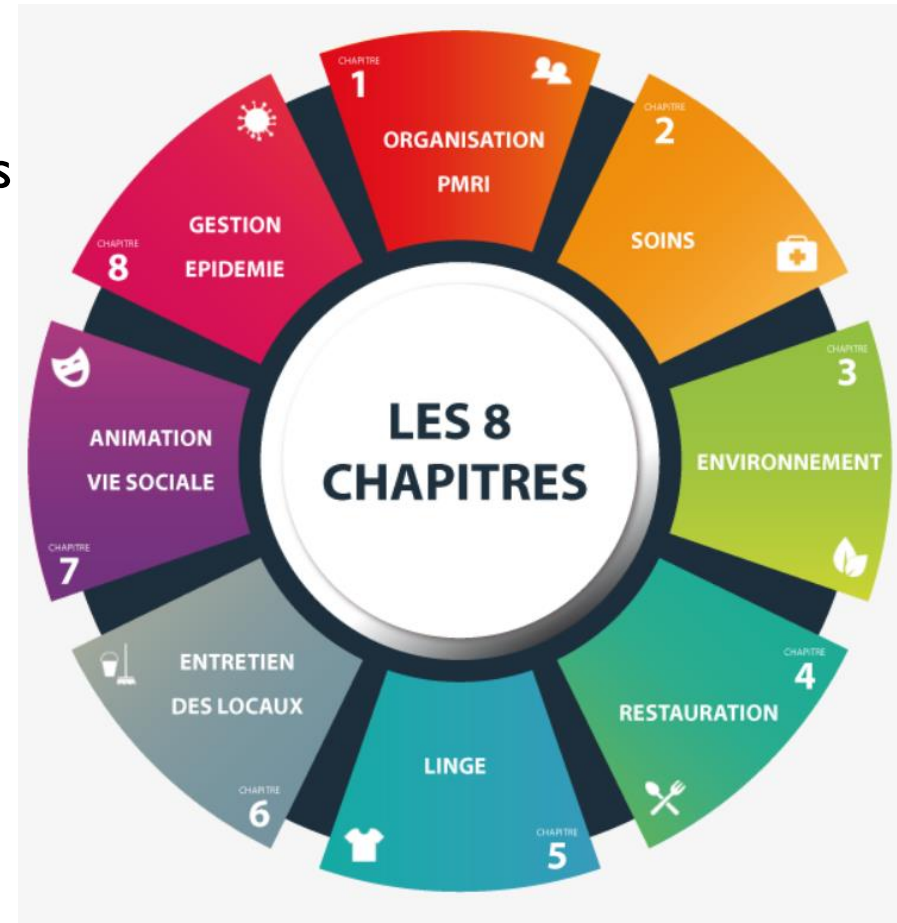 S
LES 8
CHAPITRES
CHAPITRE
1
ORGANISATION
PMRI
CHAPITRE
2
SOINS
CHAPITRE
3
ENVIRONNEMENT
CHAPITRE
4
RESTAURATION
LINGE
CHAPITRE
5
ENTRETIEN
DES LOCAUX
CHAPITRE
6
ANIMATION
VIE SOCIALE
CHAPITRE
7
GESTION
EPIDEMIE
CHAPITRE
8